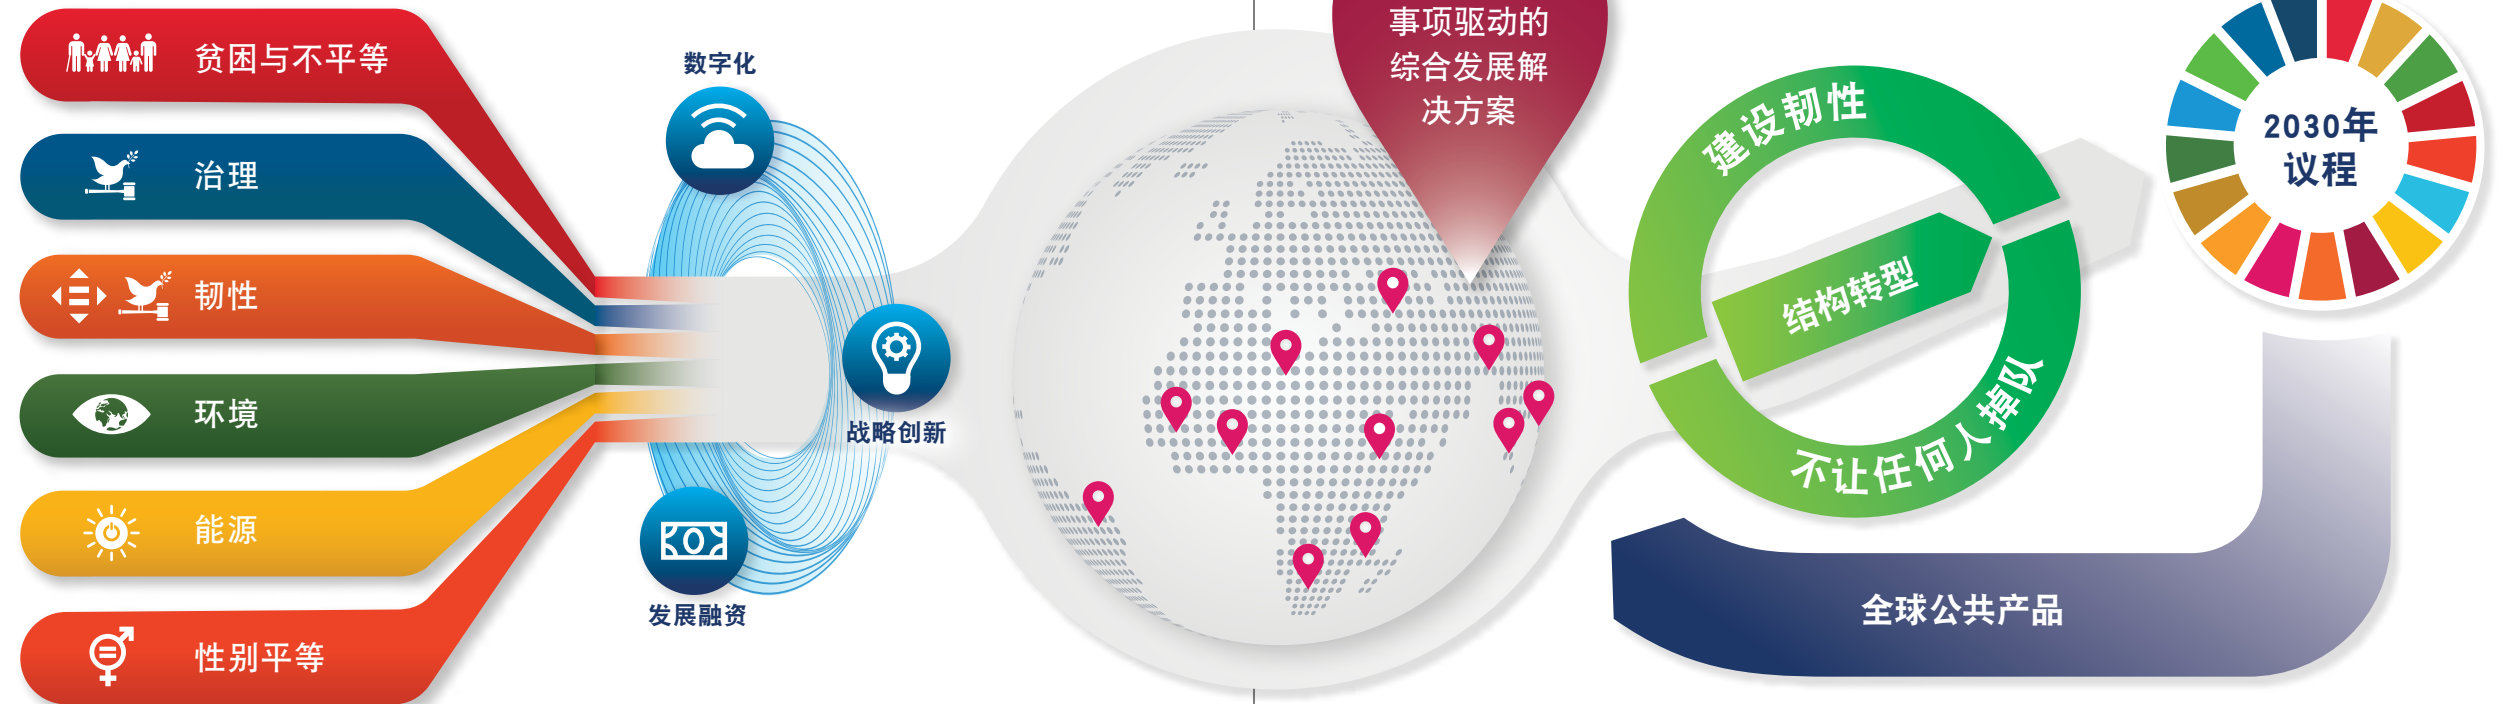 贫困与不平等
治理
韧性
环境
能源
性别平等
数字化
战略创新
发展融资
事项驱动的
综合发展解
决方案
建设韧性
结构转型
不让任何人掉队
2030年
议程
全球公共产品